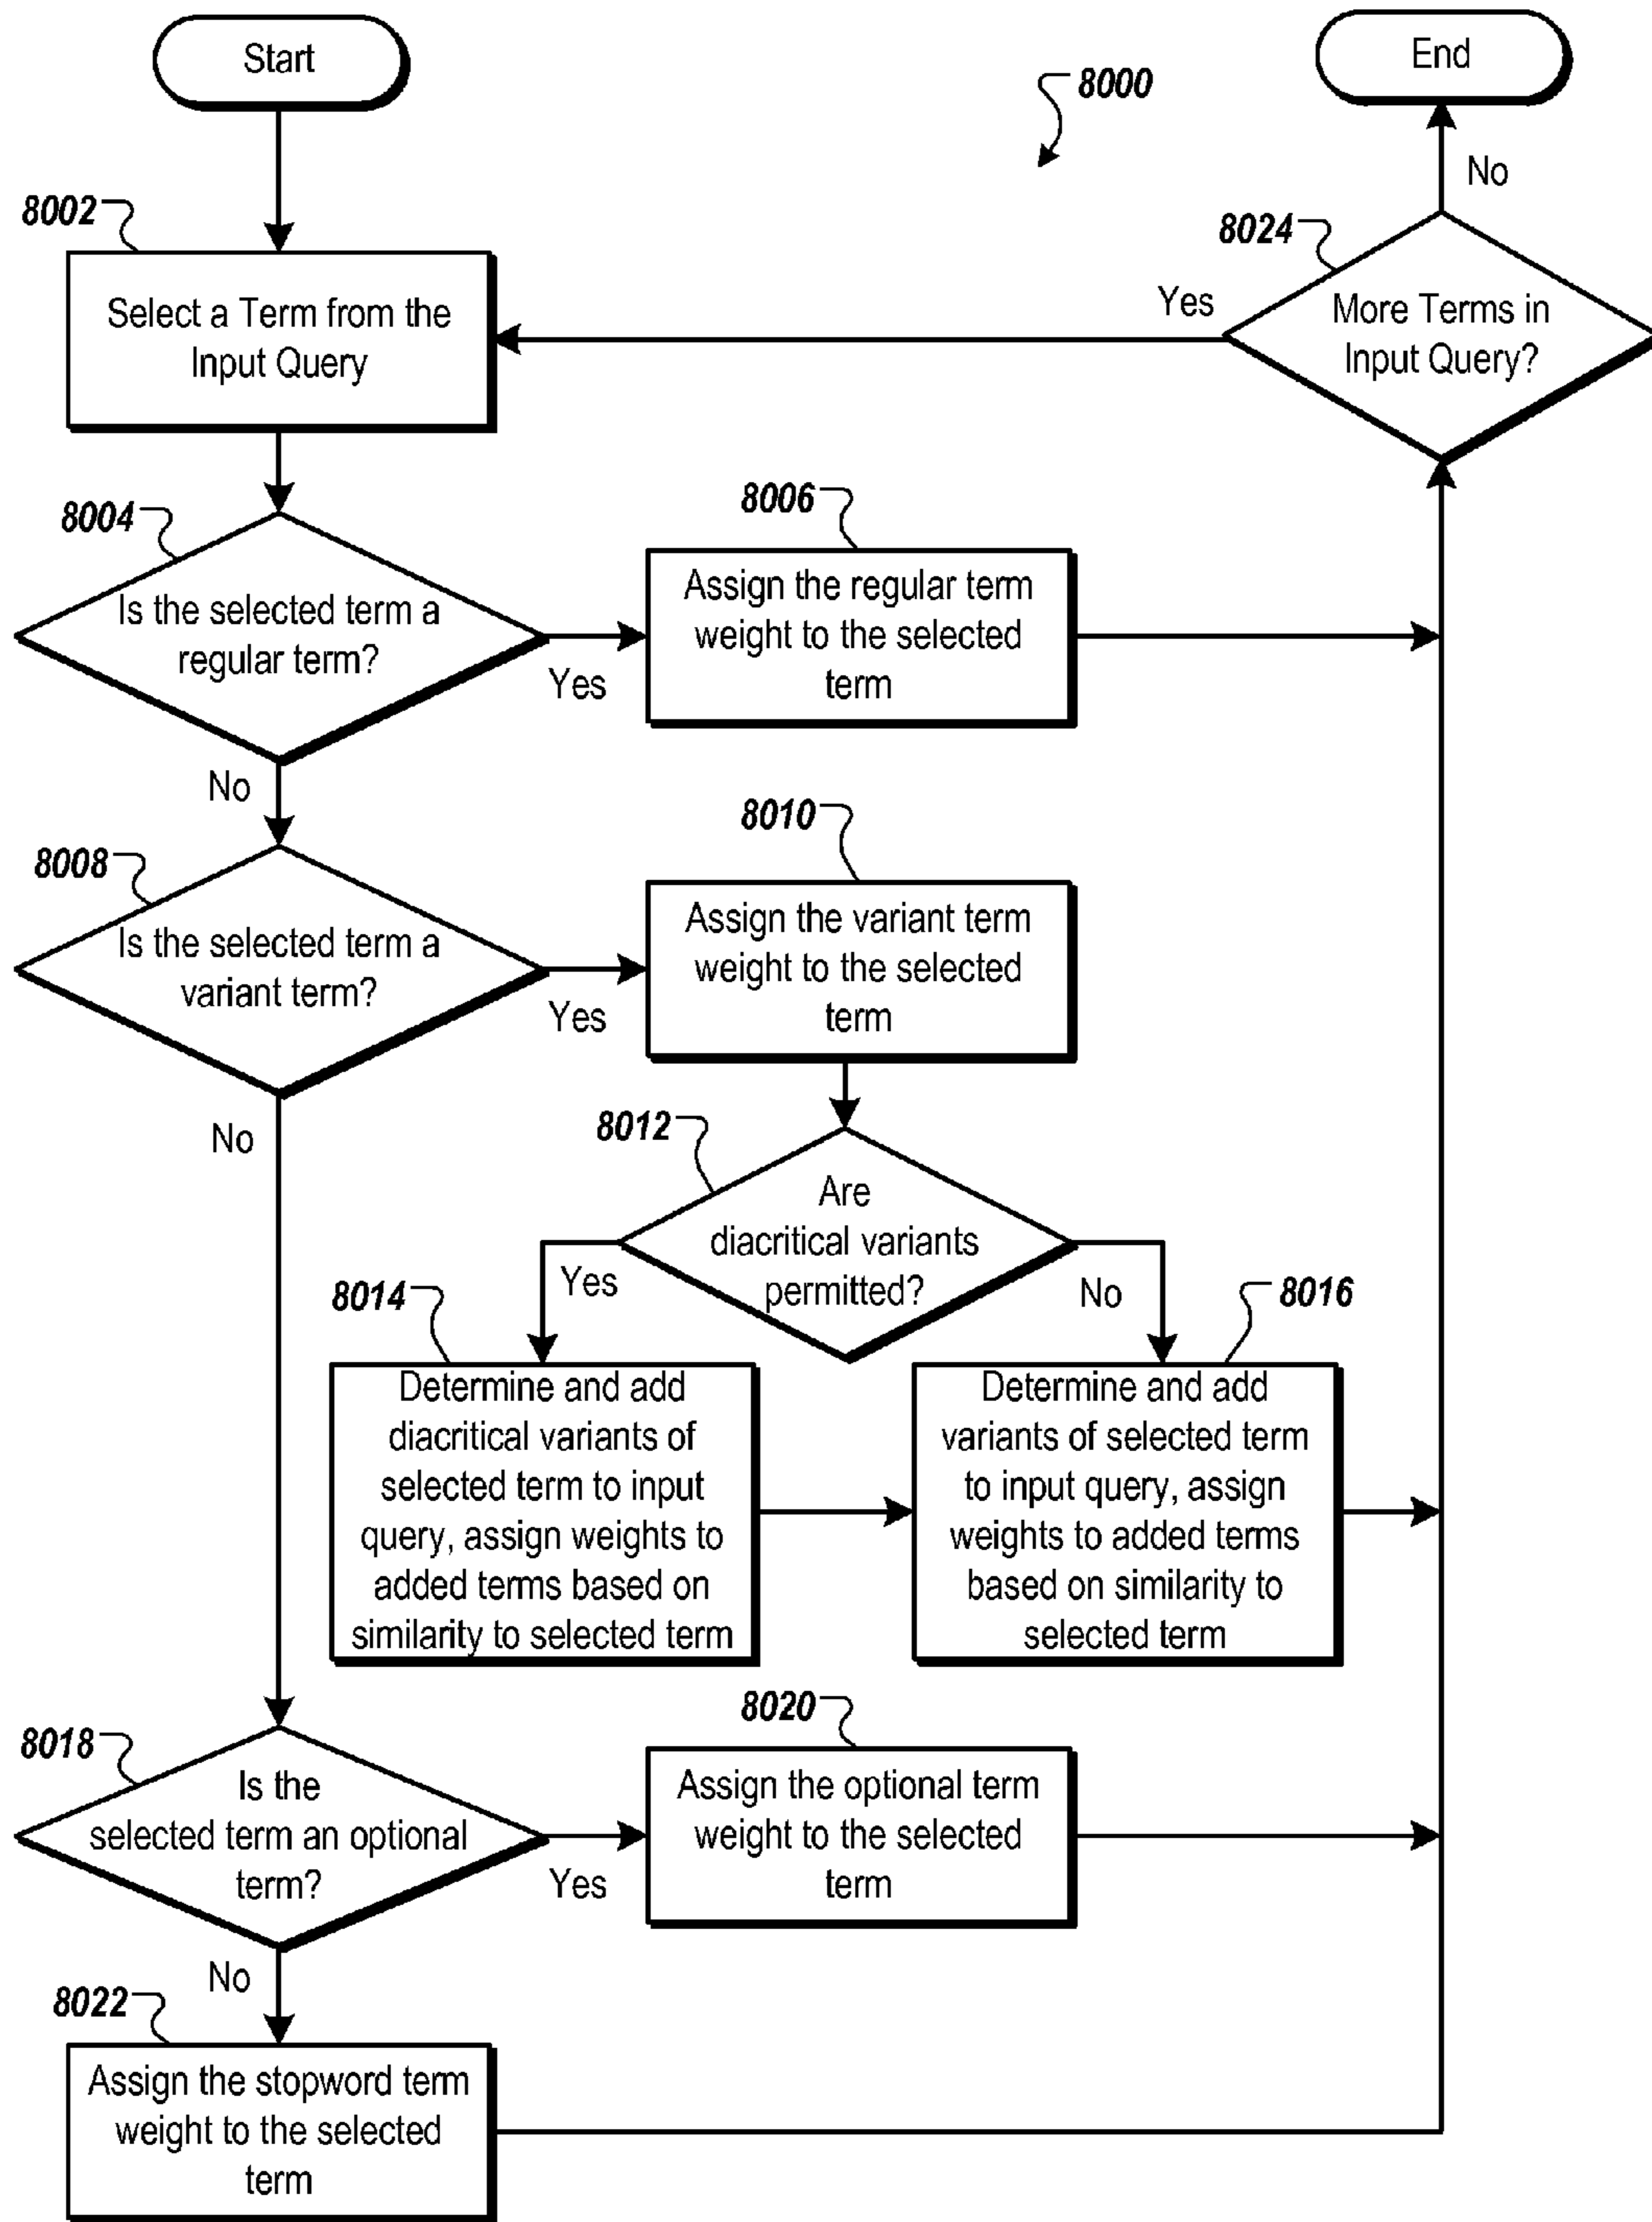 Start
End
8000
No
8002
8024
Select a Term from the
Input Query
Yes
More Terms in
Input Query?
8004
8006
Is the selected term a
regular term?
Yes
Assign the regular term
weight to the selected
term
No
8008
8010
Is the selected term a
variant term?
Yes
Assign the variant term
weight to the selected
term
No
8012
Are
diacritical variants
permitted?
Yes
No
8014
8016
Determine and add
diacritical variants of
selected term to input
query, assign weights to
added terms based on
similarity to selected term
Determine and add
variants of selected term
to input query, assign
weights to added terms
based on similarity to
selected term
8018
8020
Is the
selected term an optional
term?
Yes
Assign the optional term
weight to the selected
term
No
8022
Assign the stopword term
weight to the selected
term